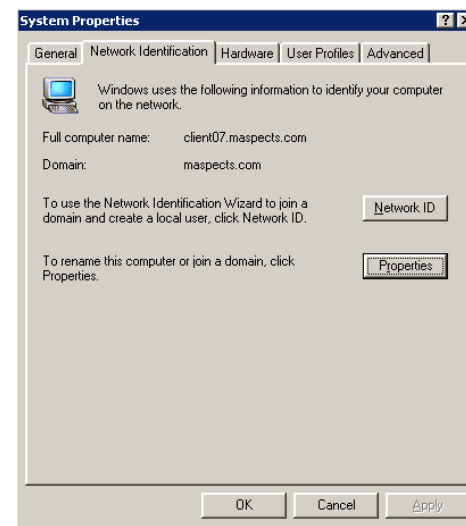 System Properties
General Network Identification Hardware User Profiles Advanced
Windows uses the following information to identify your computer
on the network.
Full computer name: client07.maspects.com
Domain: maspects.com
To use the Network Identification Wizard to join a
domain and create a local user, click Network ID.
Network ID
To rename this computer or join a domain, click
Properties.
Properties
OK Cancel Apply